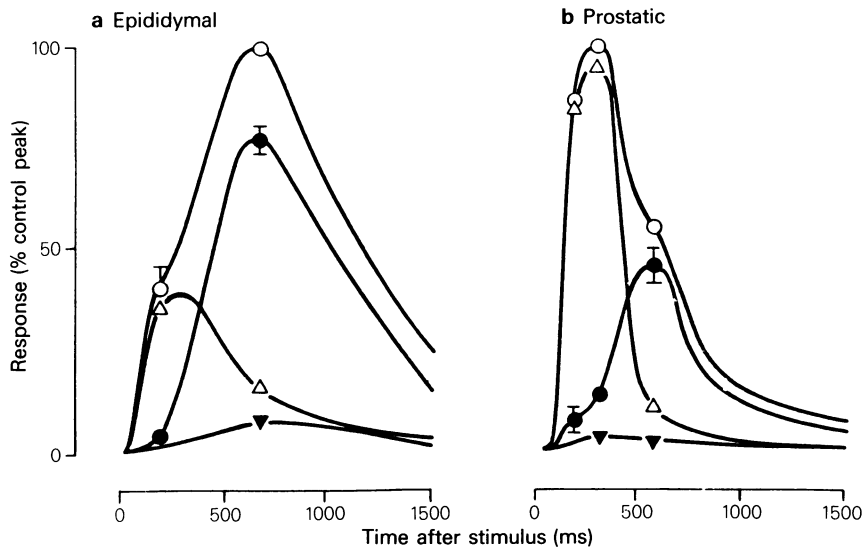 a Epididymal
b Prostatic
100
50
0
Response (% control peak)
0 500 1000 1500
0 500 1000 1500
Time after stimulus (ms)